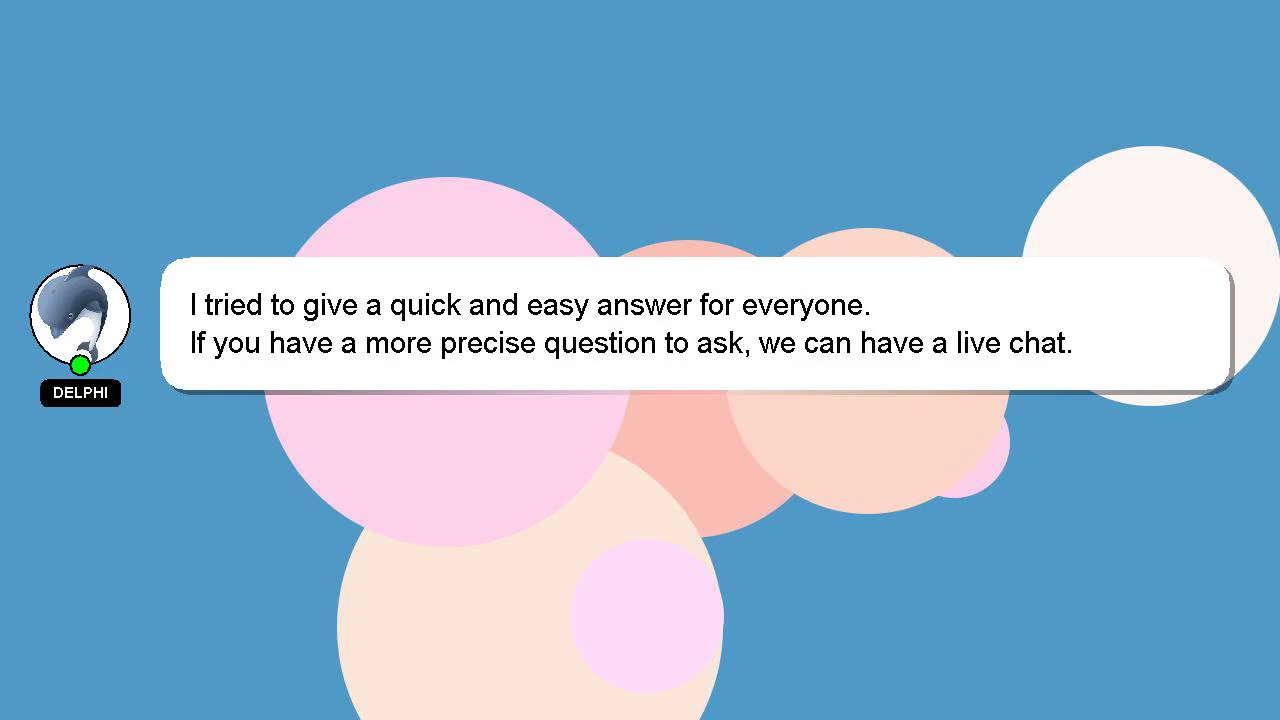 I tried to give a quick and easy answer for everyone.
If you have a more precise question to ask, we can have a live chat.
DELPHI